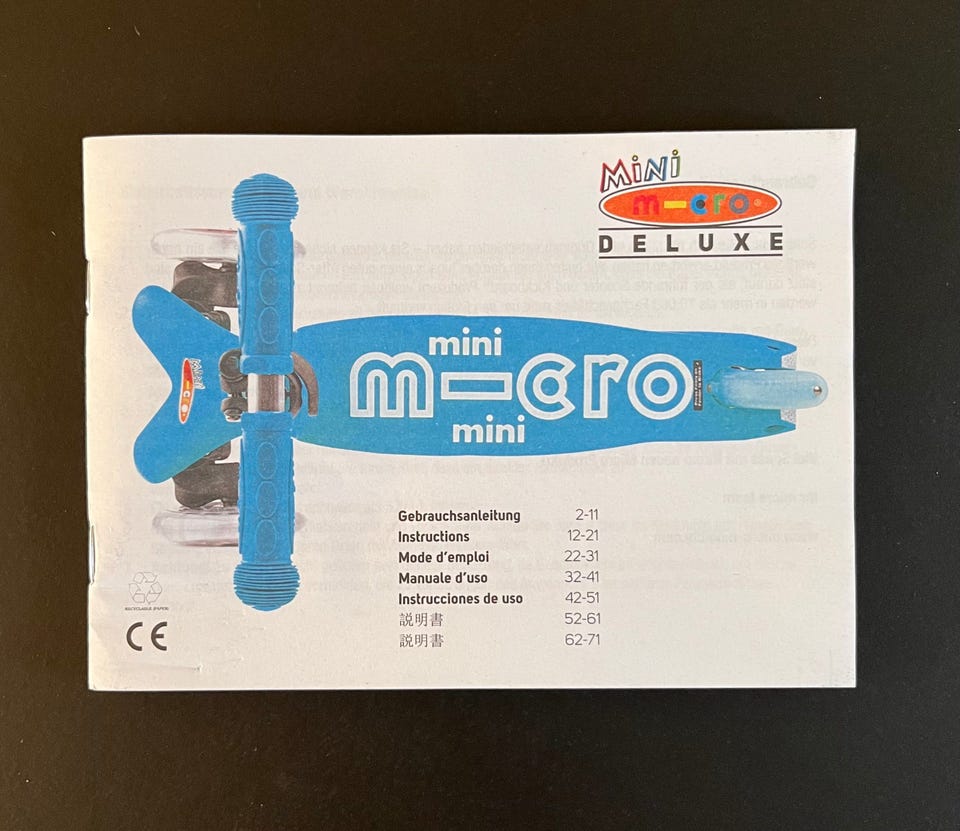 MiNi
m—cro®
DELUXE
mini
m—cro
mini
Gebrauchsanleitung 2-11
Instructions 12-21
Mode d'emploi 22-31
Manuale d'uso 32-41
Instrucciones de uso 42-51
説明書 52-61
説明書 62-71
RECYCLABLE (PAPER)
CE